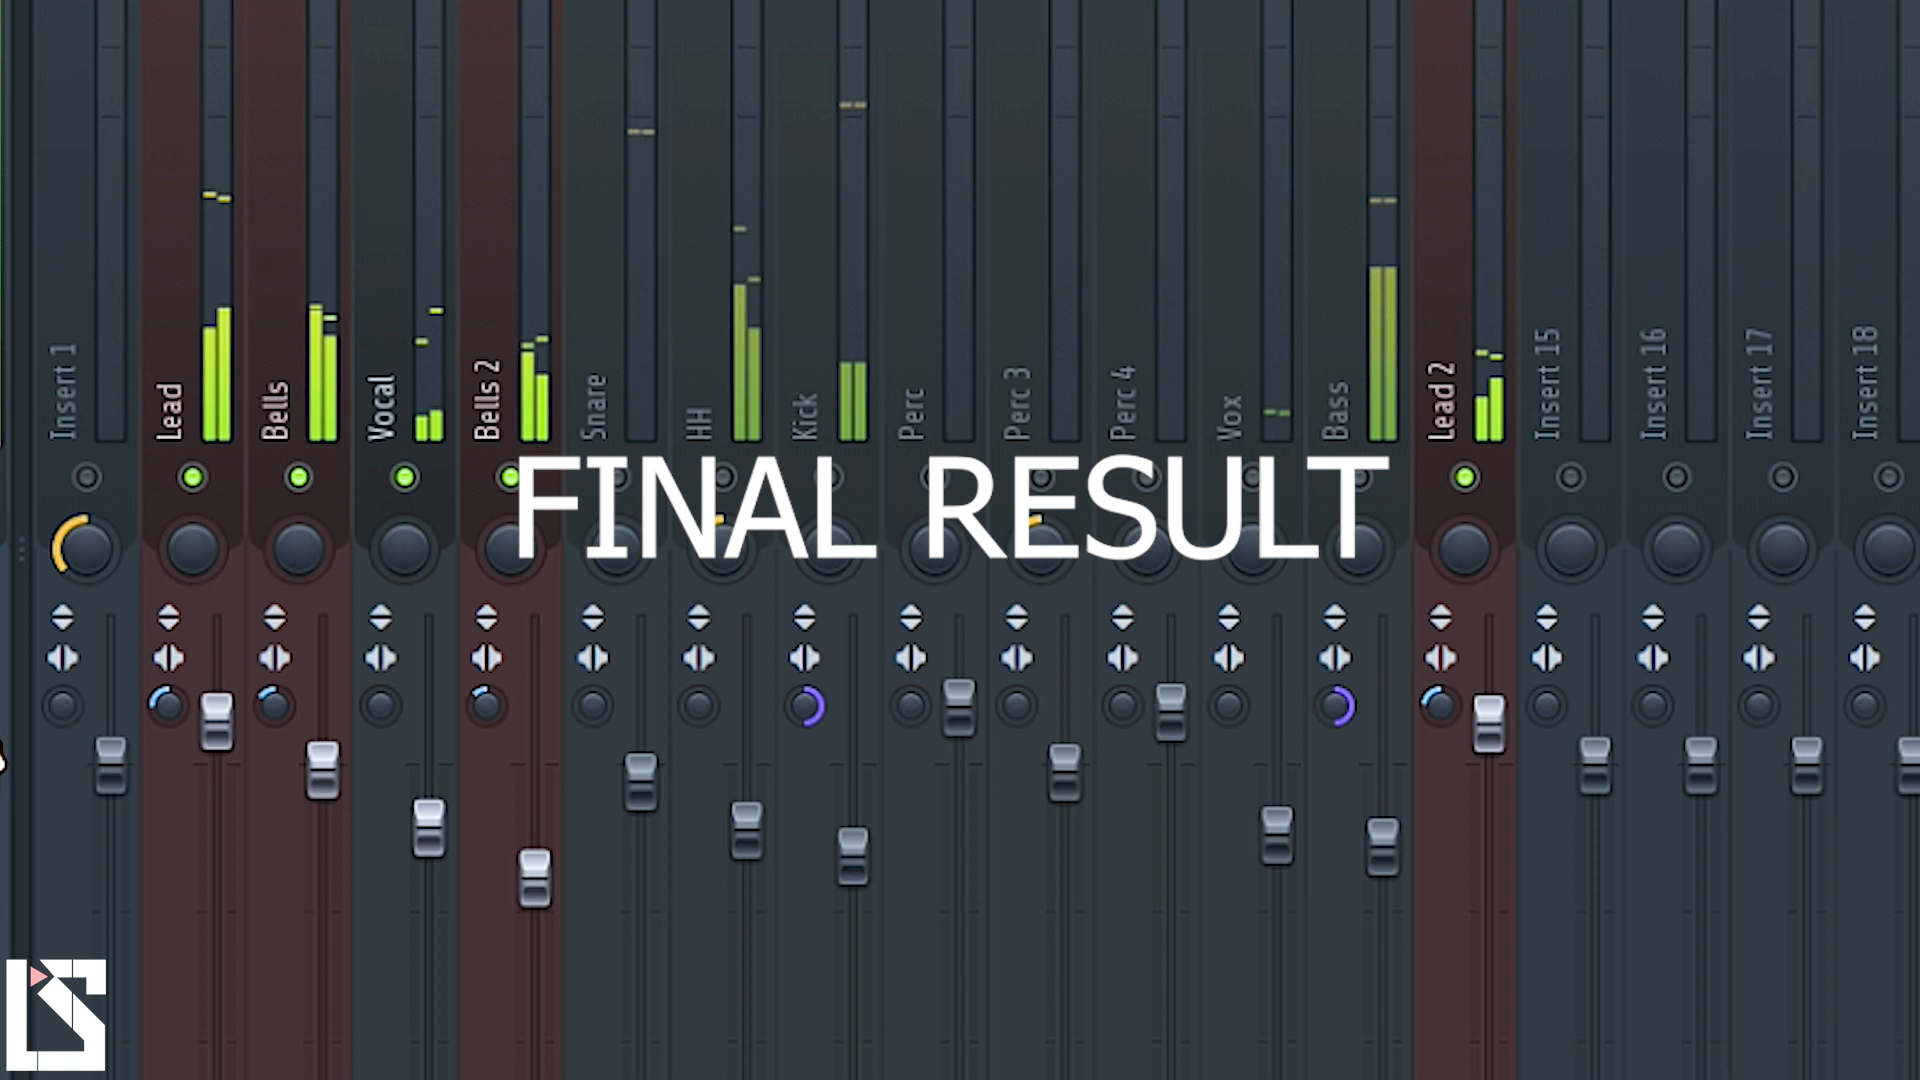 Insert 1
Lead
Bells
Vocal
Bells 2
Snare
HH
Kick
Perc
Perc 3
Perc 4
Vox
Bass
Lead 2
Insert 15
Insert 16
Insert 17
Insert 18
FINAL RESULT
LS